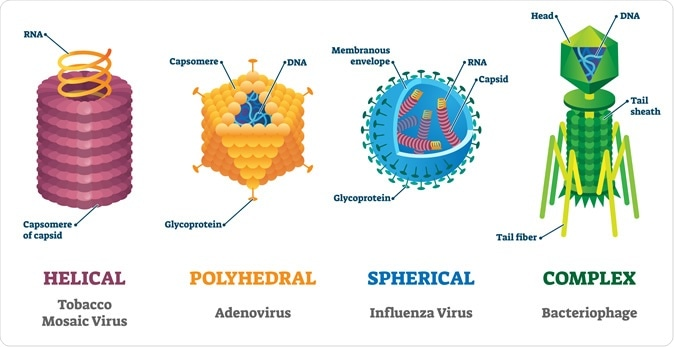 RNA
Capsomere
of capsid
HELICAL
Tobacco
Mosaic Virus
Capsomere
DNA
Glycoprotein
POLYHEDRAL
Adenovirus
Membranous
envelope
RNA
Capsid
Glycoprotein
SPHERICAL
Influenza Virus
Head
DNA
Tail
sheath
Tail fiber
COMPLEX
Bacteriophage